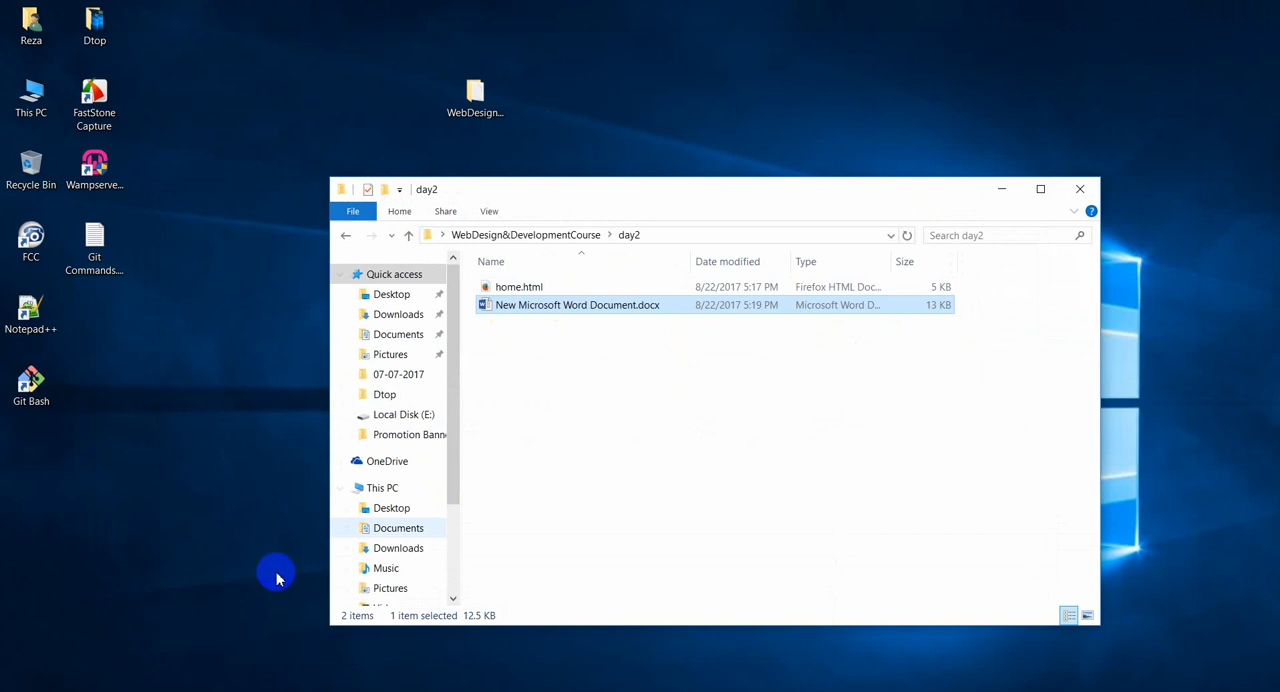 Reza
Dtop
This PC
FastStone
Capture
WebDesign...
Recycle Bin
Wampserve...
FCC
Git
Commands....
Notepad++
Git Bash
day2
File
Home
Share
View
WebDesign&DevelopmentCourse > day2
Search day2
Name
Date modified
Type
Size
Quick access
Desktop
Downloads
Documents
Pictures
07-07-2017
Dtop
Local Disk (E:)
Promotion Bann
OneDrive
This PC
Desktop
Documents
Downloads
Music
Pictures
home.html 8/22/2017 5:17 PM Firefox HTML Doc... 5 KB
New Microsoft Word Document.docx 8/22/2017 5:19 PM Microsoft Word D... 13 KB
2 items 1 item selected 12.5 KB